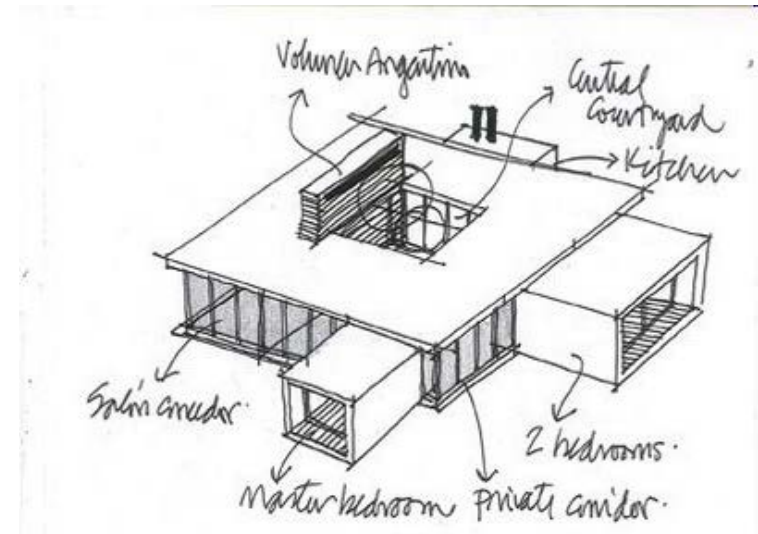 Volumen Argentino
Central
Courtyard
Kitchen
Salón comedor.
2 bedrooms.
Master bedroom
private corridor.